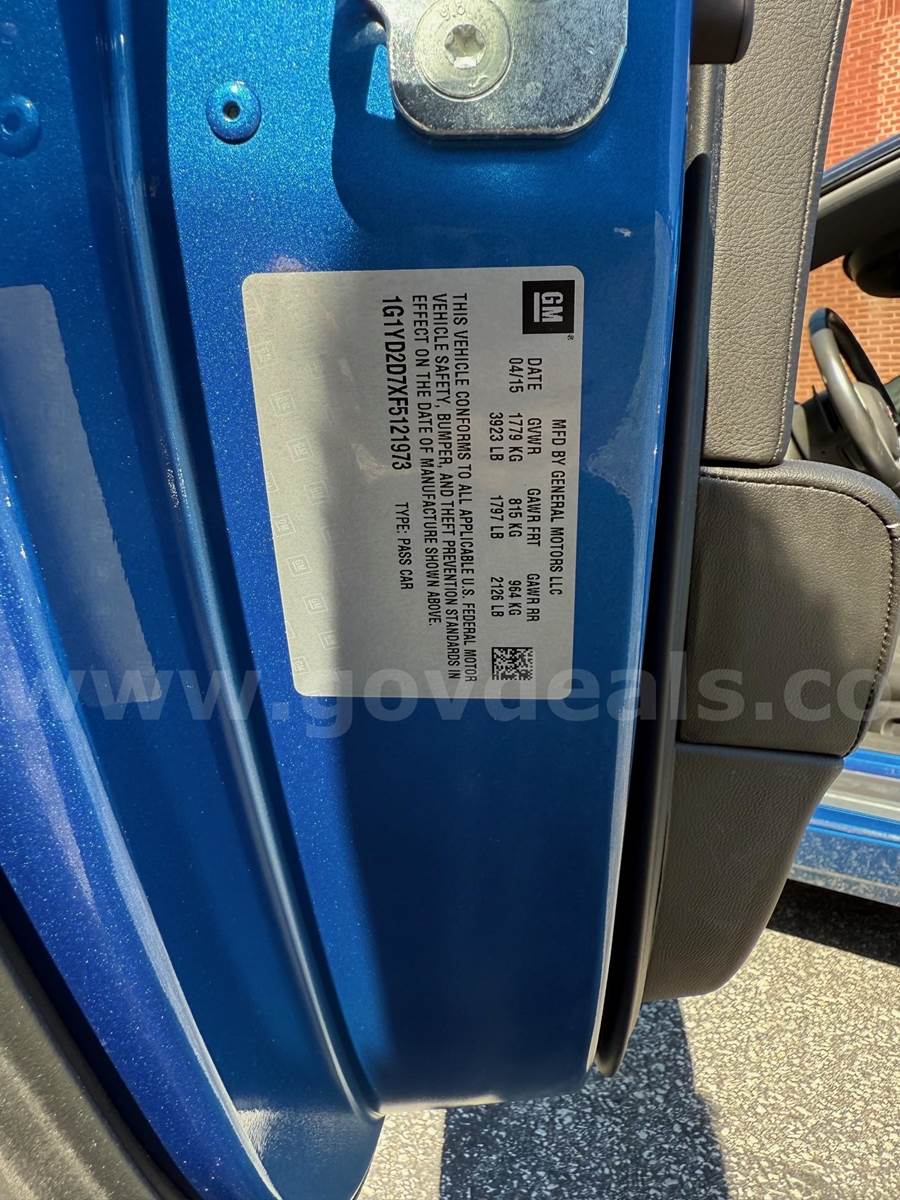 GM
MFD BY GENERAL MOTORS LLC
DATE GVWR GAWR FRT GAWR RR
04/15 1779 KG 815 KG 964 KG
3923 LB 1797 LB 2126 LB
THIS VEHICLE CONFORMS TO ALL APPLICABLE U.S. FEDERAL MOTOR
VEHICLE SAFETY, BUMPER, AND THEFT PREVENTION STANDARDS IN
EFFECT ON THE DATE OF MANUFACTURE SHOWN ABOVE.
1G1YD2D7XF5121973 TYPE: PASS CAR
www.govdeals.co